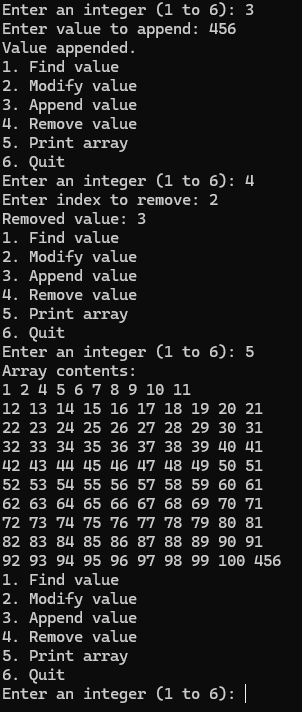 Enter an integer (1 to 6): 3
Enter value to append: 456
Value appended.
1. Find value
2. Modify value
3. Append value
4. Remove value
5. Print array
6. Quit
Enter an integer (1 to 6): 4
Enter index to remove: 2
Removed value: 3
1. Find value
2. Modify value
3. Append value
4. Remove value
5. Print array
6. Quit
Enter an integer (1 to 6): 5
Array contents:
1 2 4 5 6 7 8 9 10 11
12 13 14 15 16 17 18 19 20 21
22 23 24 25 26 27 28 29 30 31
32 33 34 35 36 37 38 39 40 41
42 43 44 45 46 47 48 49 50 51
52 53 54 55 56 57 58 59 60 61
62 63 64 65 66 67 68 69 70 71
72 73 74 75 76 77 78 79 80 81
82 83 84 85 86 87 88 89 90 91
92 93 94 95 96 97 98 99 100 456
1. Find value
2. Modify value
3. Append value
4. Remove value
5. Print array
6. Quit
Enter an integer (1 to 6):